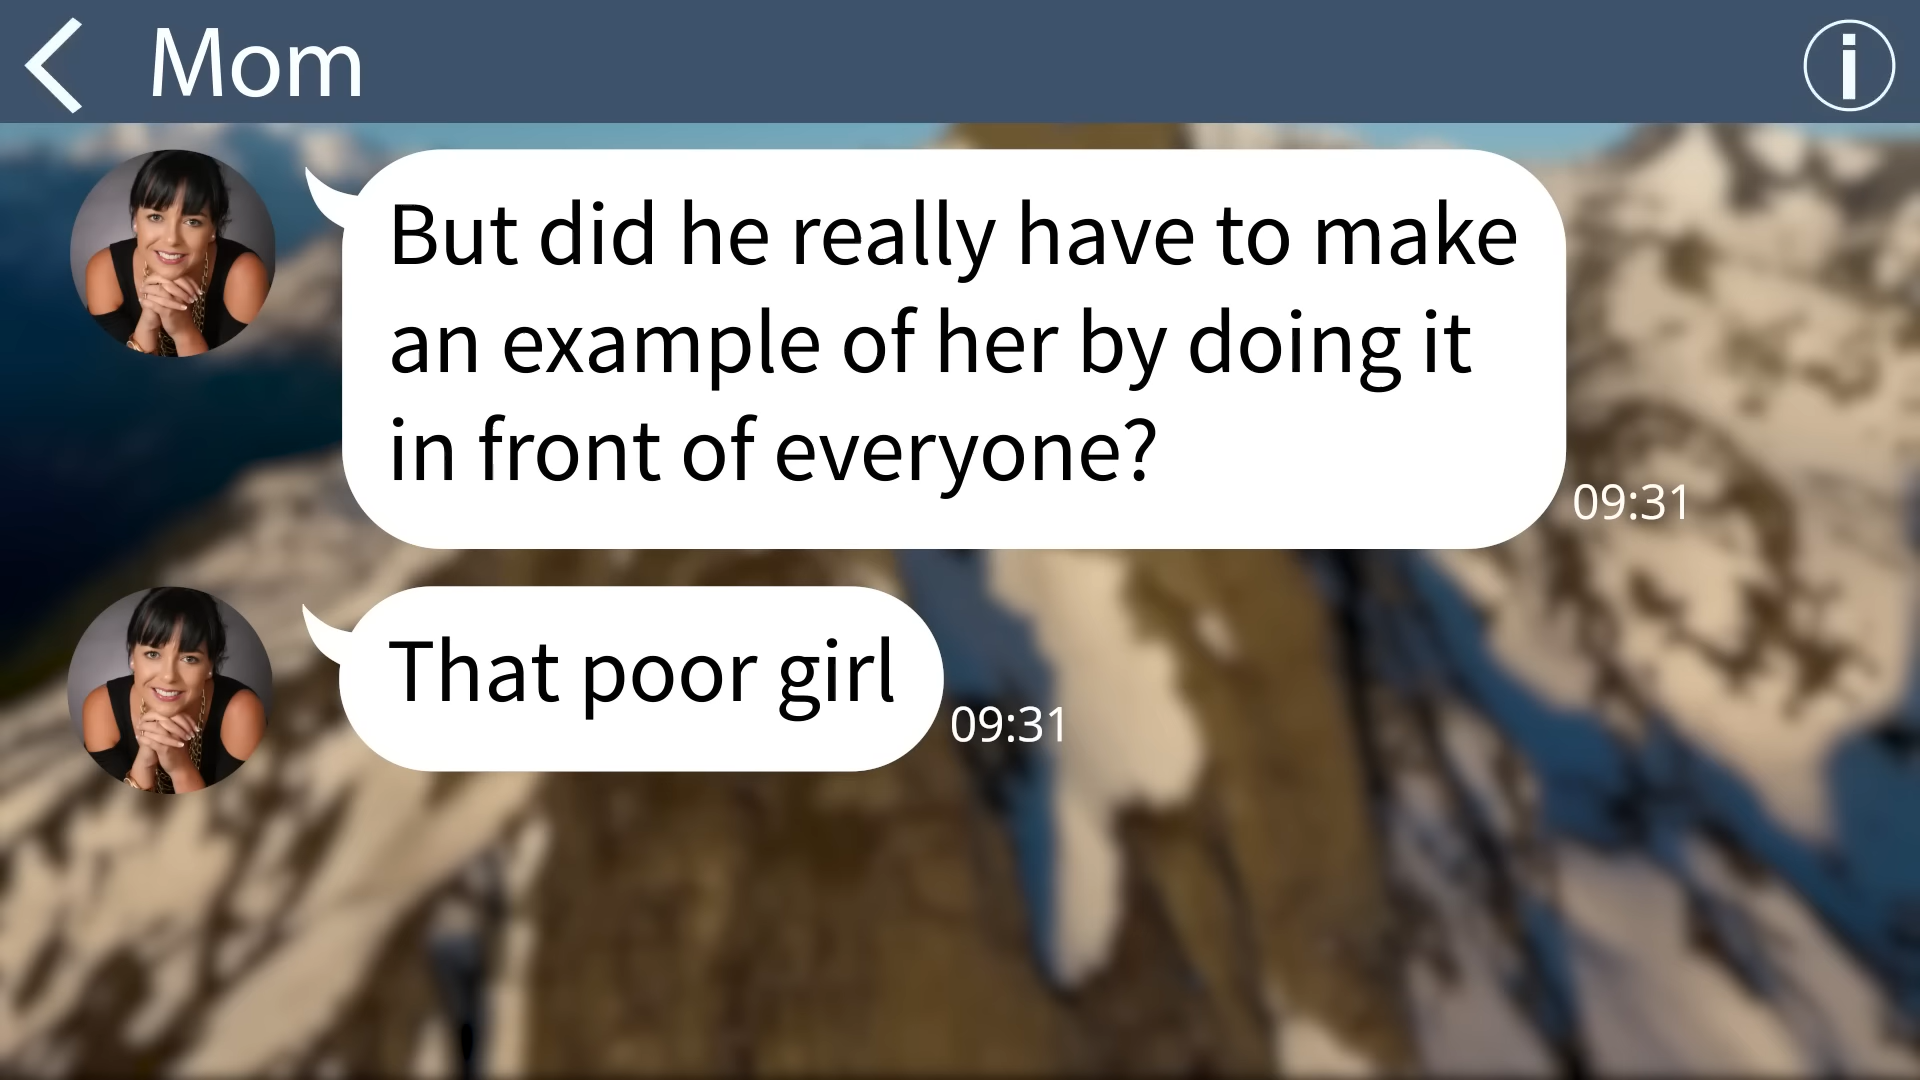 Mom
But did he really have to make
an example of her by doing it
in front of everyone?
09:31
That poor girl
09:31